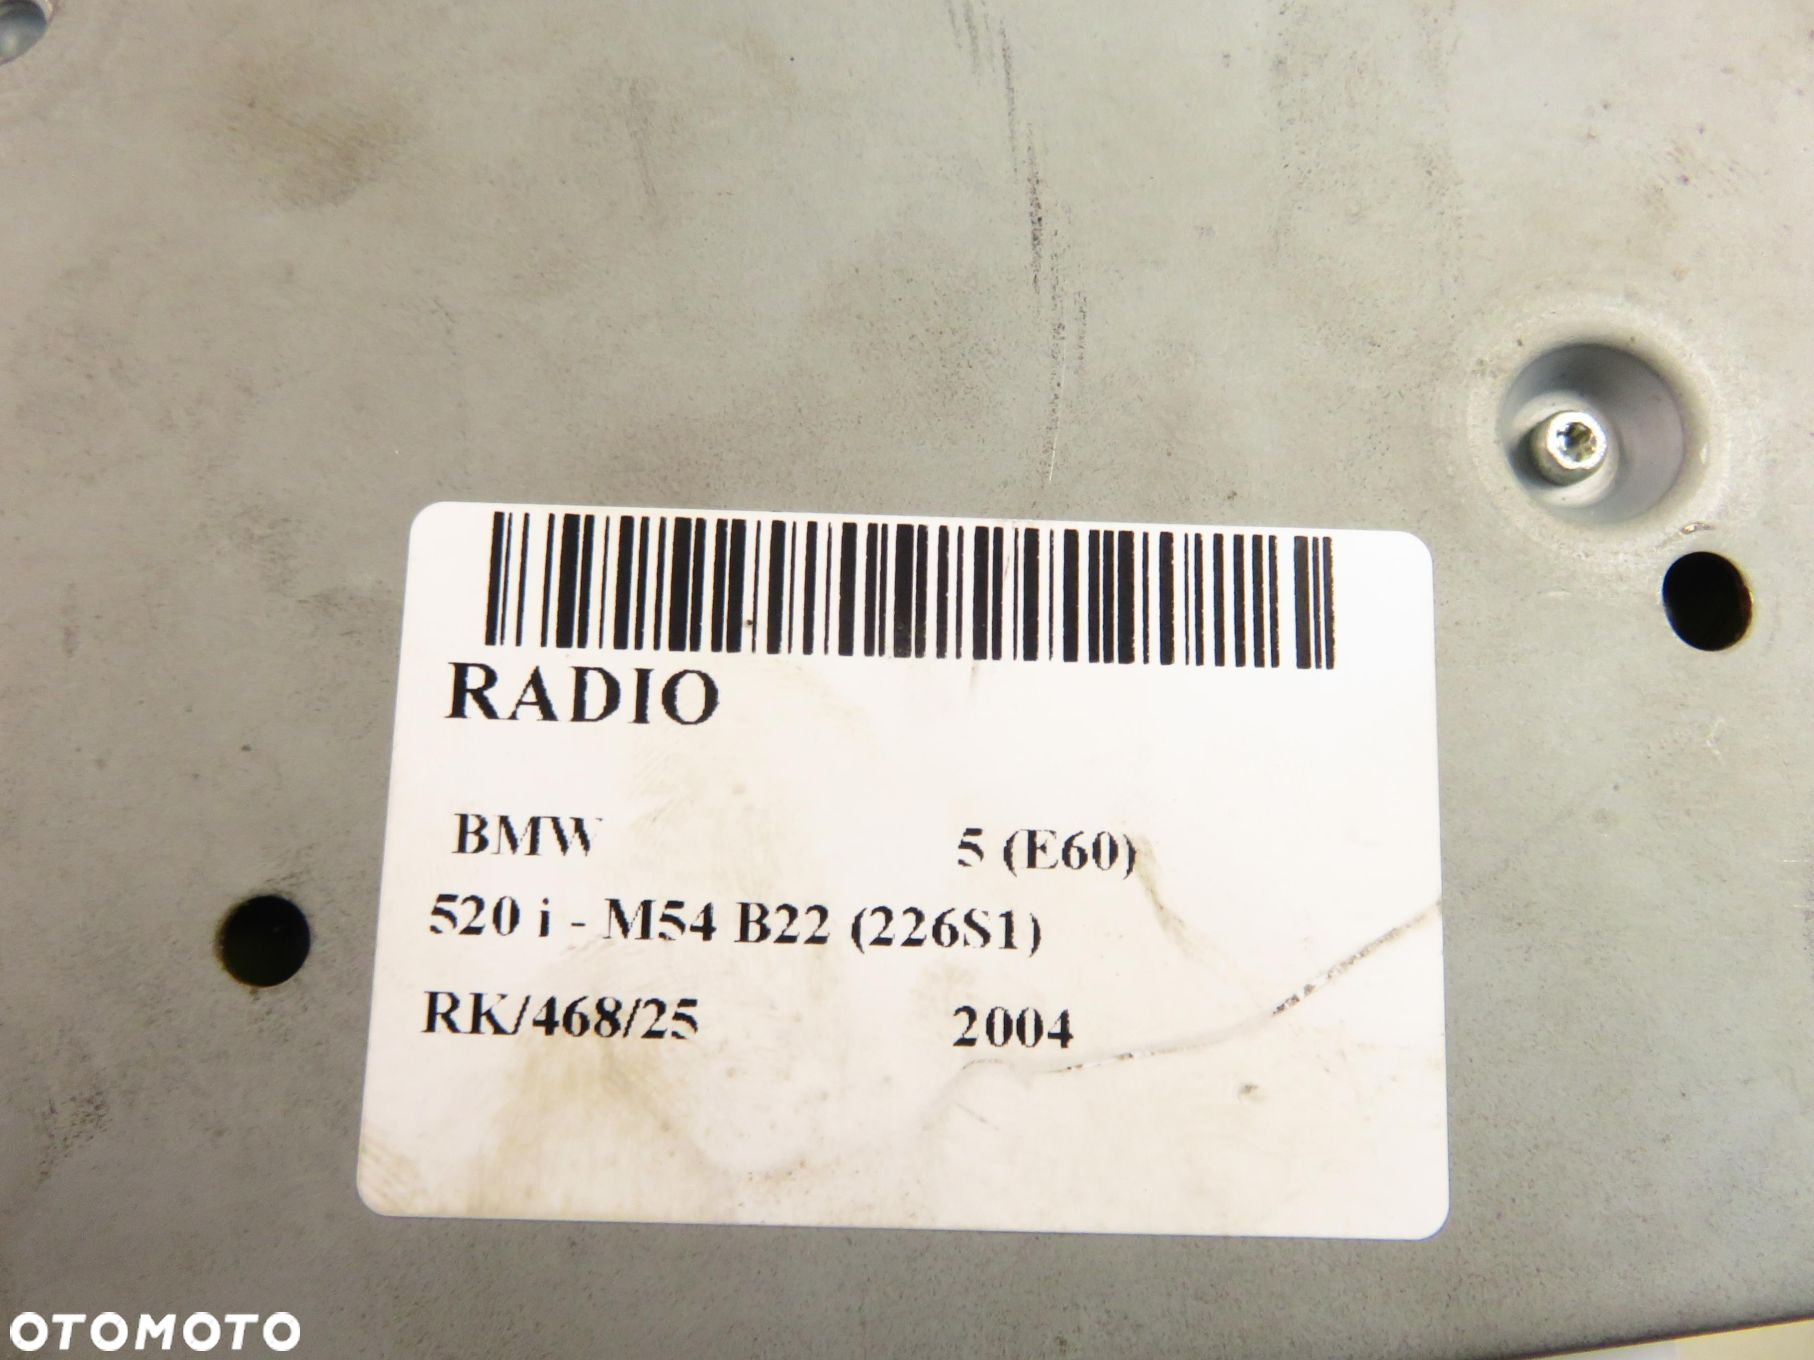 RADIO
BMW 5 (E60)
520 i - M54 B22 (226S1)
RK/468/25 2004
OTOMOTO